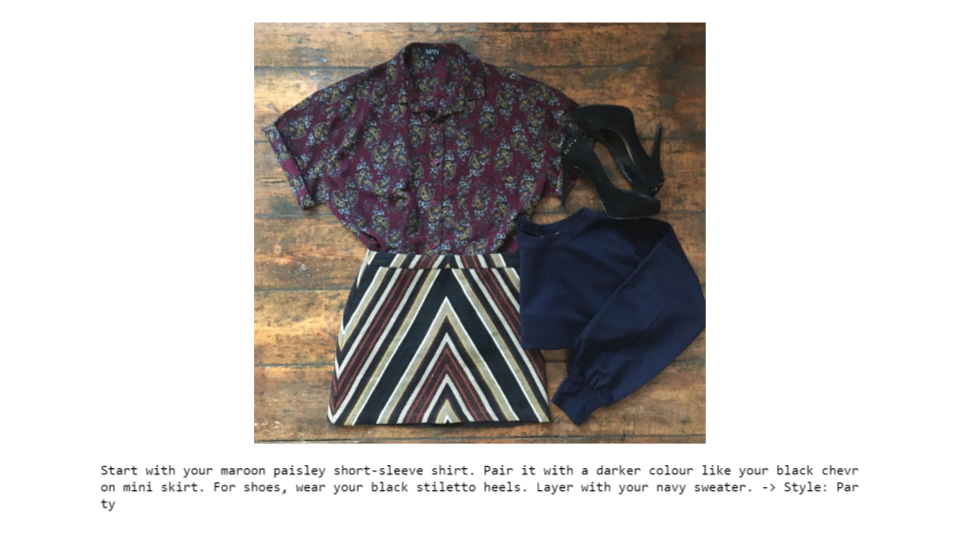 MAN
Start with your maroon paisley short-sleeve shirt. Pair it with a darker colour like your black chevr
on mini skirt. For shoes, wear your black stiletto heels. Layer with your navy sweater. -> Style: Par
ty